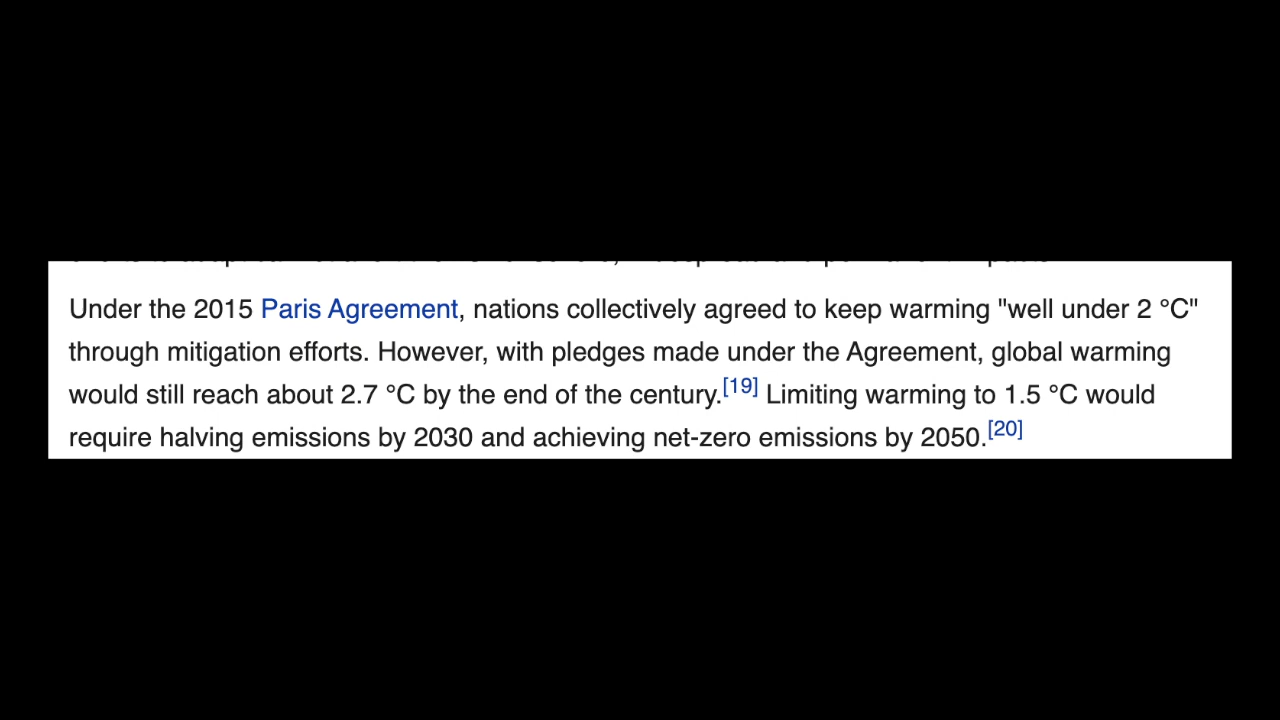 Under the 2015 Paris Agreement, nations collectively agreed to keep warming "well under 2 °C"
through mitigation efforts. However, with pledges made under the Agreement, global warming
would still reach about 2.7 °C by the end of the century.[19] Limiting warming to 1.5 °C would
require halving emissions by 2030 and achieving net-zero emissions by 2050.[20]